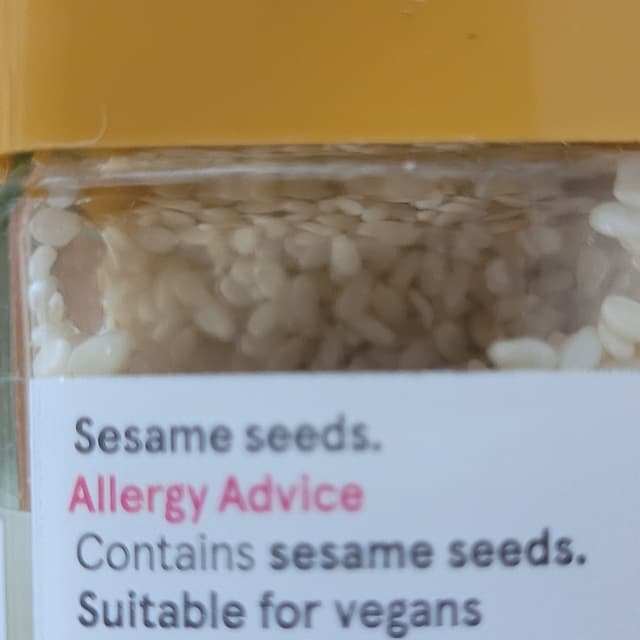 Sesame seeds.
Allergy Advice
Contains sesame seeds.
Suitable for vegans